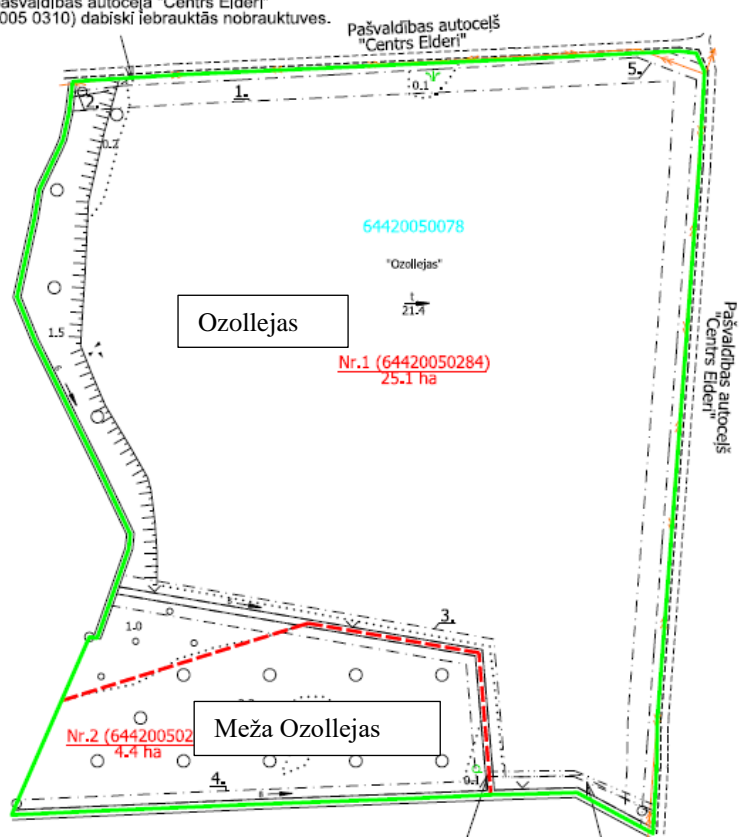 pašvaldības autoceļa "Centrs Elderi"
005 0310) dabiski iebrauktās nobrauktuves.
Pašvaldības autoceļš
"Centrs Elderi"
2.
1.
0.1
5.
0.2
64420050078
"Ozollejas"
t
21.4
Ozollejas
1.5
Nr.1 (64420050284)
25.1 ha
Pašvaldības autoceļš
"Centrs Elderi"
3.
1.0
Nr.2 (644200502
4.4 ha
Meža Ozollejas
4.
0.1